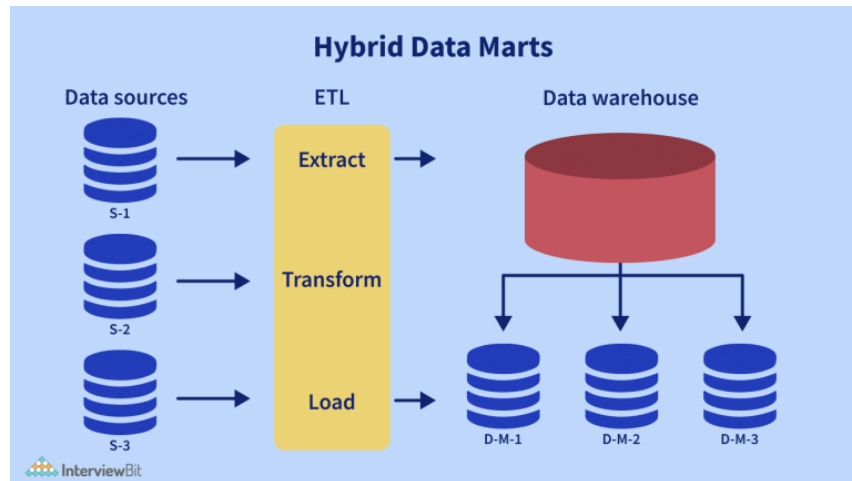 Hybrid Data Marts
Data sources
ETL
Data warehouse
S-1
Extract
S-2
Transform
S-3
Load
D-M-1
D-M-2
D-M-3
InterviewBit